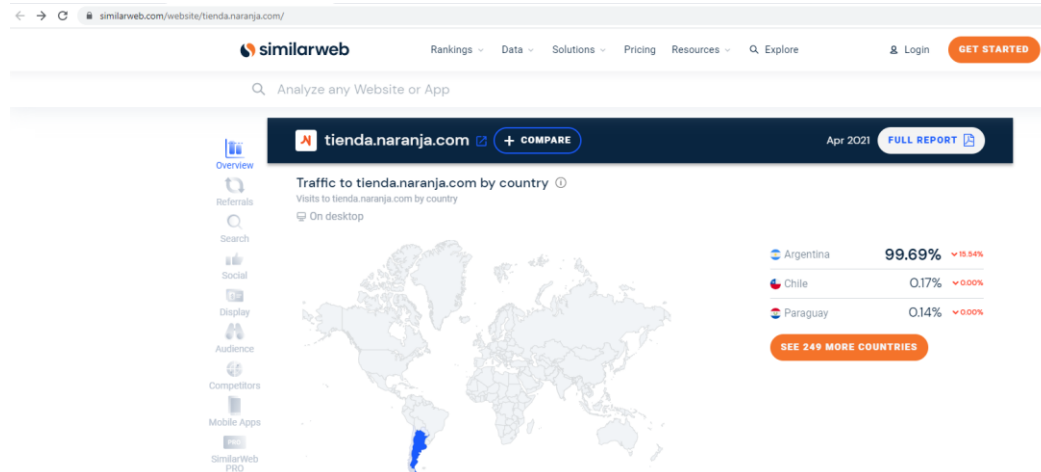 similarweb.com/website/tienda.naranja.com/
similarweb
Rankings Data Solutions Pricing Resources Explore Login GET STARTED
Analyze any Website or App
tienda.naranja.com + COMPARE Apr 2021 FULL REPORT
Overview
Referrals
Search
Social
Display
Audience
Competitors
Mobile Apps
PRO
SimilarWeb
PRO
Traffic to tienda.naranja.com by country
Visits to tienda.naranja.com by country
On desktop
Argentina 99.69% 19.54%
Chile 0.17% 0.00%
Paraguay 0.14% 0.00%
SEE 249 MORE COUNTRIES